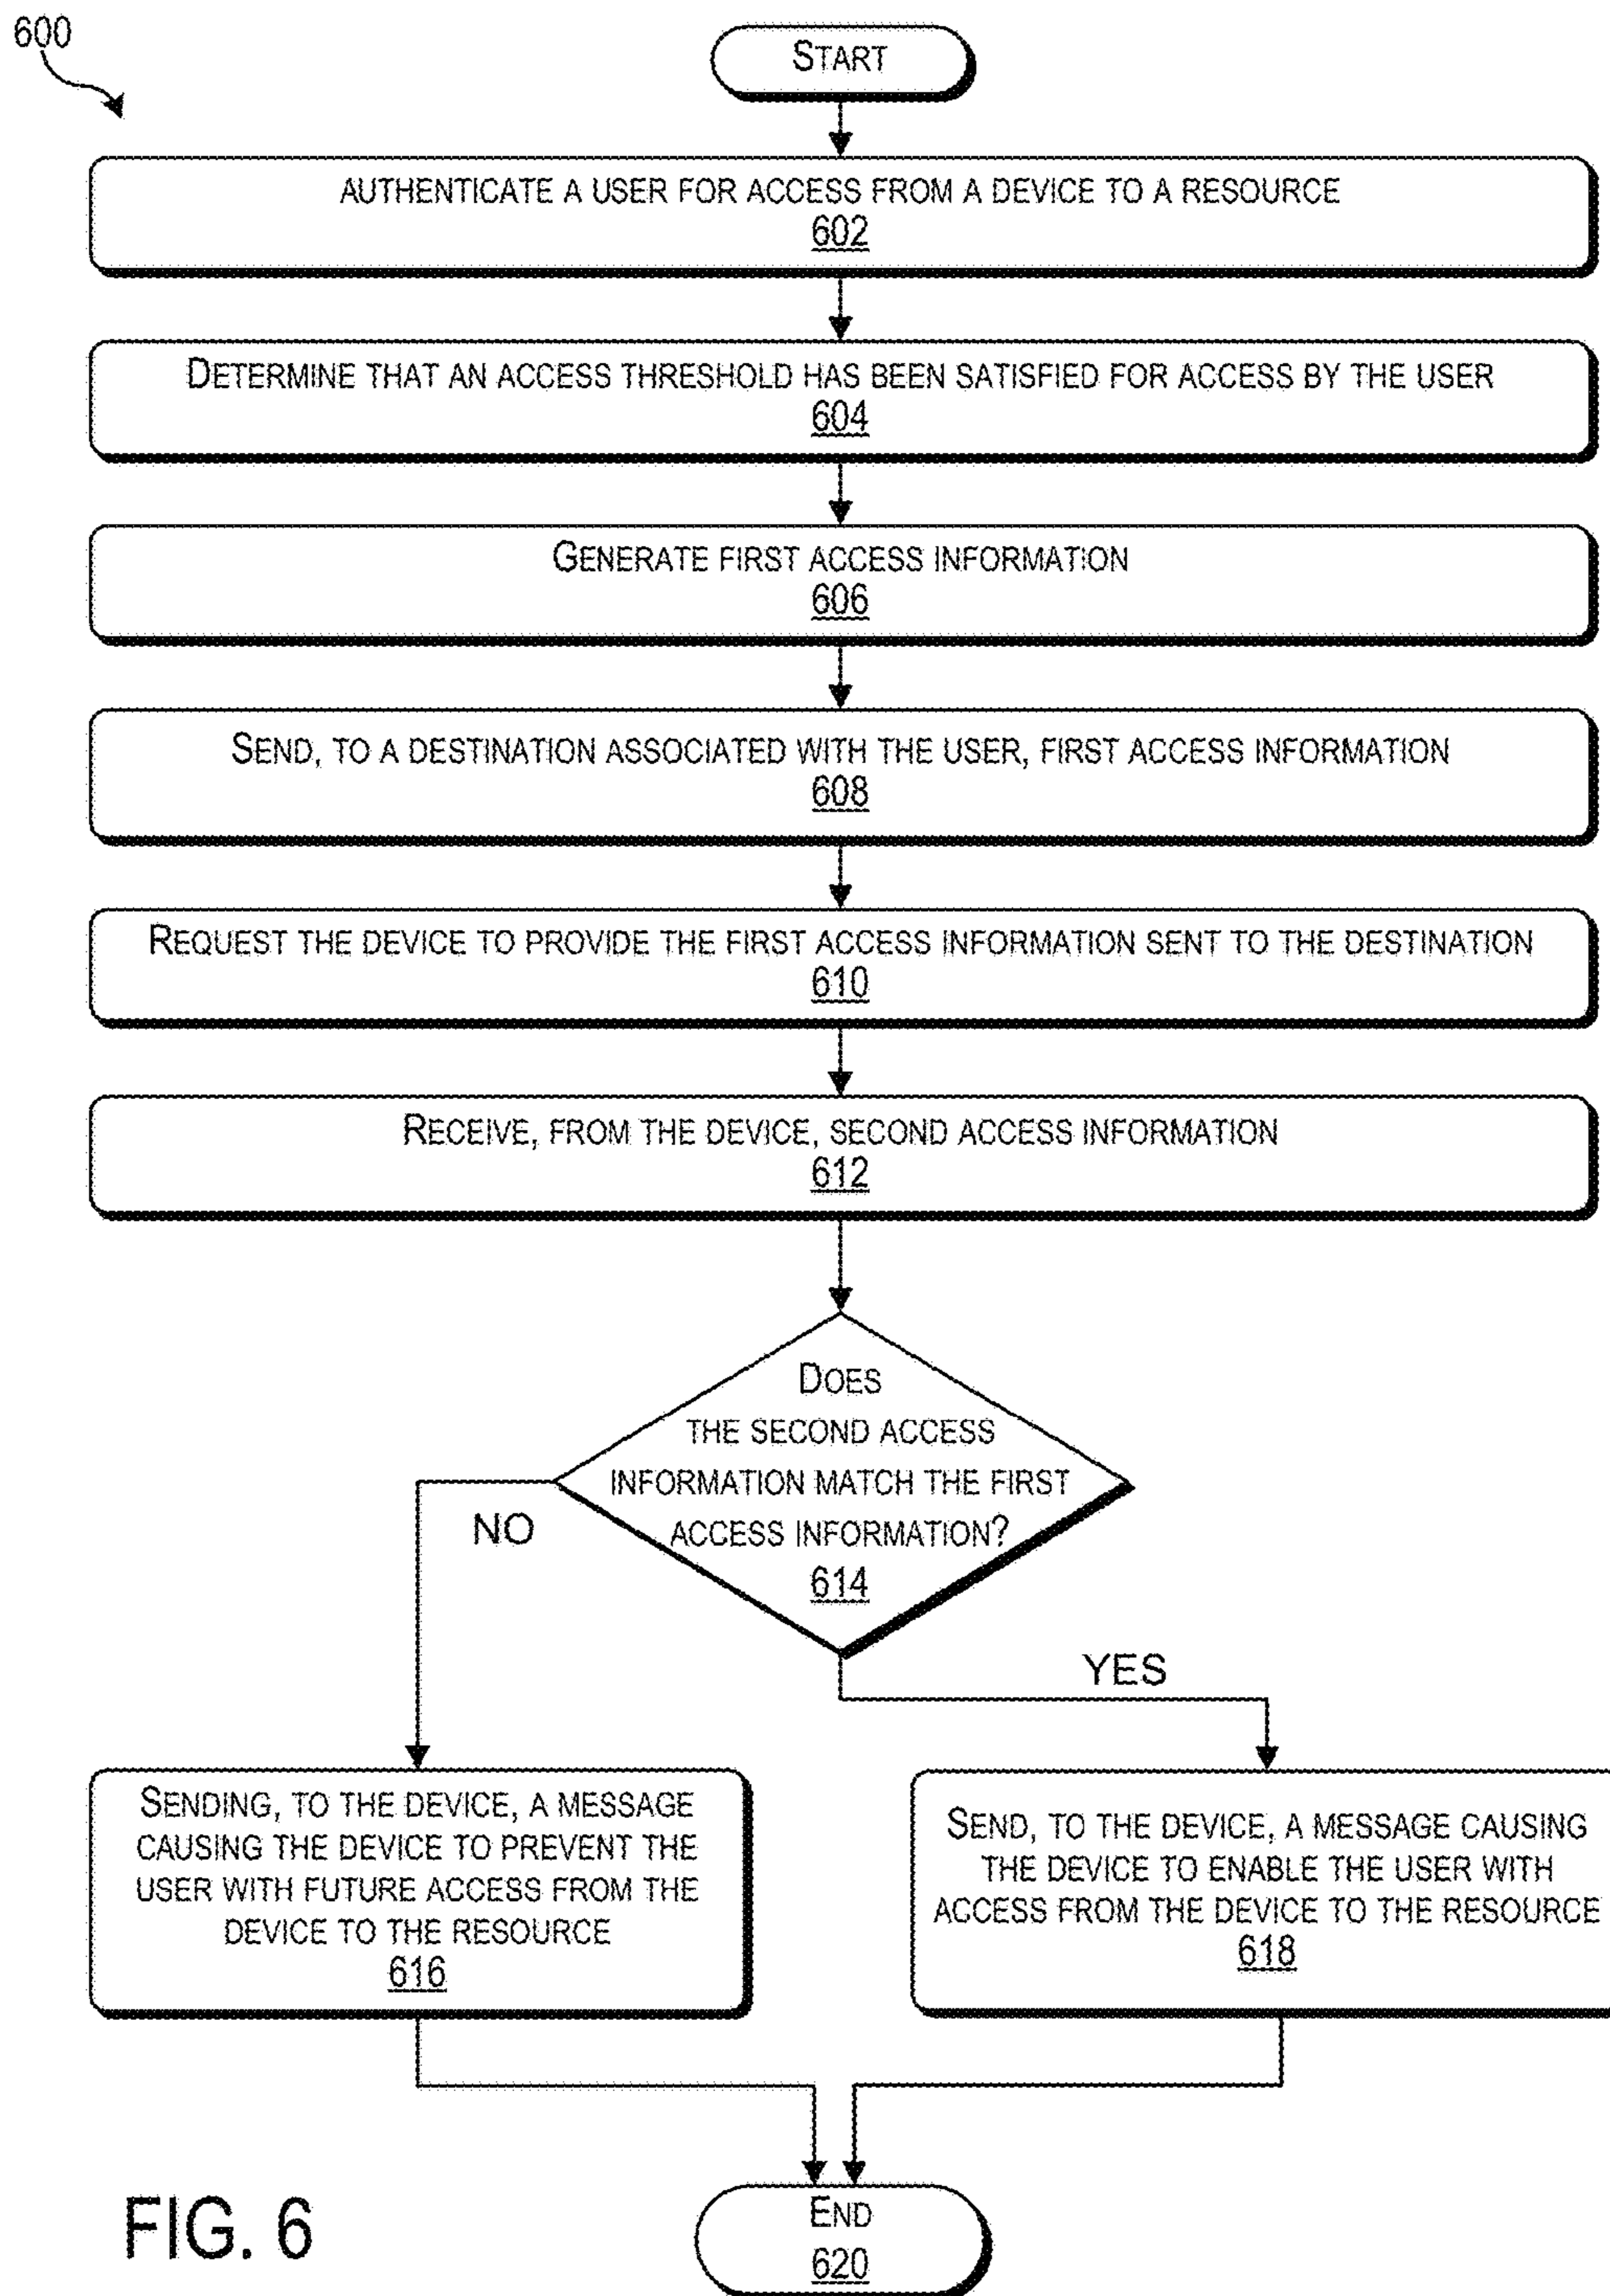 600
START
AUTHENTICATE A USER FOR ACCESS FROM A DEVICE TO A RESOURCE
602
DETERMINE THAT AN ACCESS THRESHOLD HAS BEEN SATISFIED FOR ACCESS BY THE USER
604
GENERATE FIRST ACCESS INFORMATION
606
SEND, TO A DESTINATION ASSOCIATED WITH THE USER, FIRST ACCESS INFORMATION
608
REQUEST THE DEVICE TO PROVIDE THE FIRST ACCESS INFORMATION SENT TO THE DESTINATION
610
RECEIVE, FROM THE DEVICE, SECOND ACCESS INFORMATION
612
DOES
THE SECOND ACCESS
INFORMATION MATCH THE FIRST
ACCESS INFORMATION?
614
NO
YES
SENDING, TO THE DEVICE, A MESSAGE
CAUSING THE DEVICE TO PREVENT THE
USER WITH FUTURE ACCESS FROM THE
DEVICE TO THE RESOURCE
616
SEND, TO THE DEVICE, A MESSAGE CAUSING
THE DEVICE TO ENABLE THE USER WITH
ACCESS FROM THE DEVICE TO THE RESOURCE
618
END
620
FIG. 6